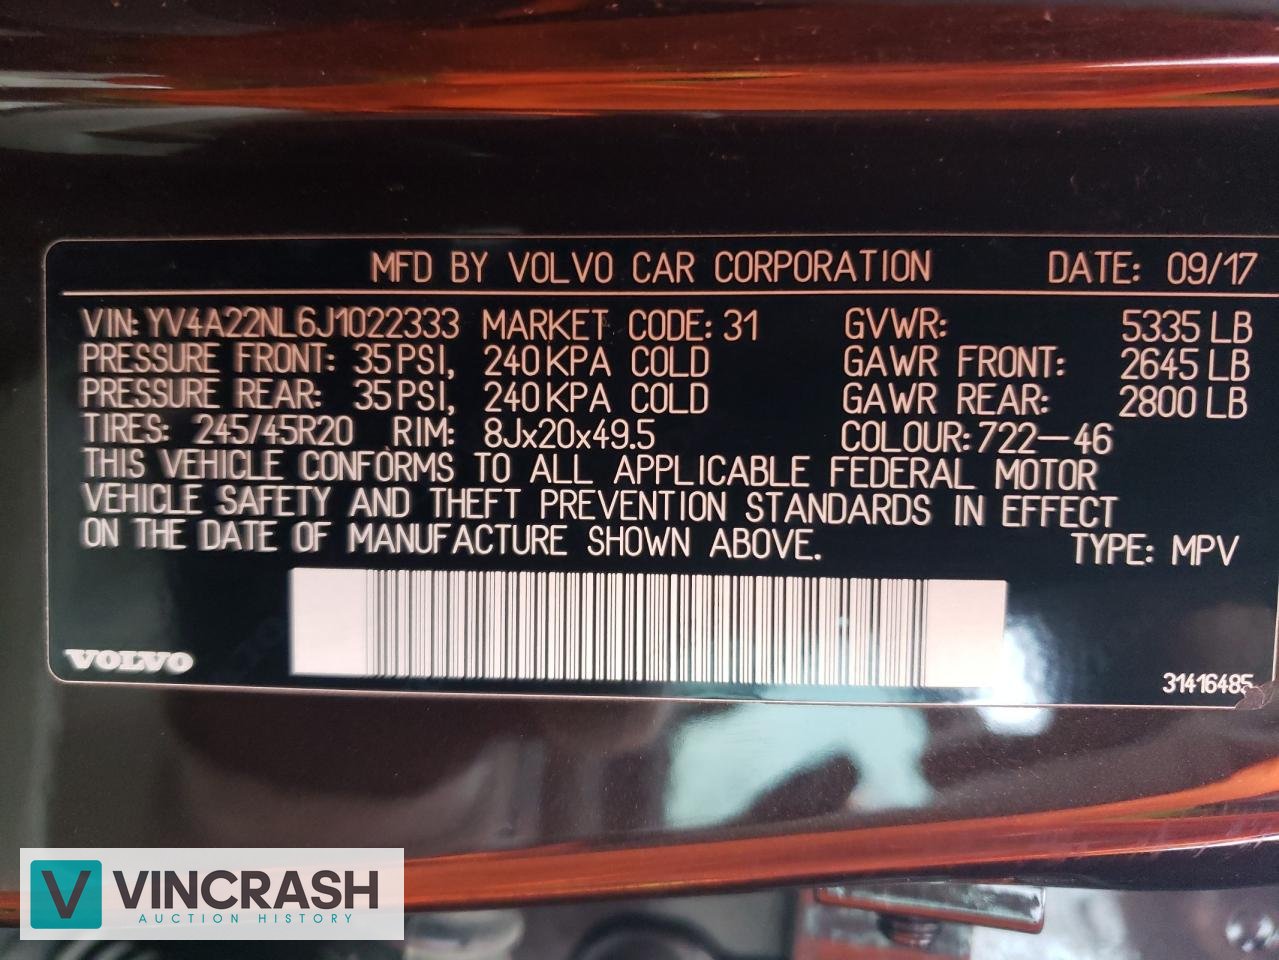 MFD BY VOLVO CAR CORPORATION DATE: 09/17
VIN: YV4A22NL6J1022333 MARKET CODE: 31 GVWR: 5335 LB
PRESSURE FRONT: 35 PSI, 240 KPA COLD GAWR FRONT: 2645 LB
PRESSURE REAR: 35 PSI, 240 KPA COLD GAWR REAR: 2800 LB
TIRES: 245/45R20 RIM: 8Jx20x49.5 COLOUR: 722-46
THIS VEHICLE CONFORMS TO ALL APPLICABLE FEDERAL MOTOR
VEHICLE SAFETY AND THEFT PREVENTION STANDARDS IN EFFECT
ON THE DATE OF MANUFACTURE SHOWN ABOVE. TYPE: MPV
VOLVO
31416485
V VINCRASH
AUCTION HISTORY